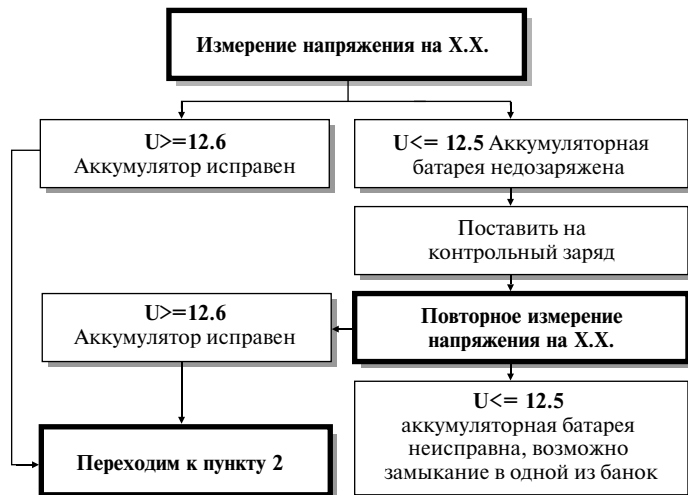 Измерение напряжения на Х.Х.
U>=12.6
Аккумулятор исправен
U<= 12.5 Аккумуляторная
батарея недозаряжена
Поставить на
контрольный заряд
U>=12.6
Аккумулятор исправен
Повторное измерение
напряжения на Х.Х.
Переходим к пункту 2
U<= 12.5
аккумуляторная батарея
неисправна, возможно
замыкание в одной из банок